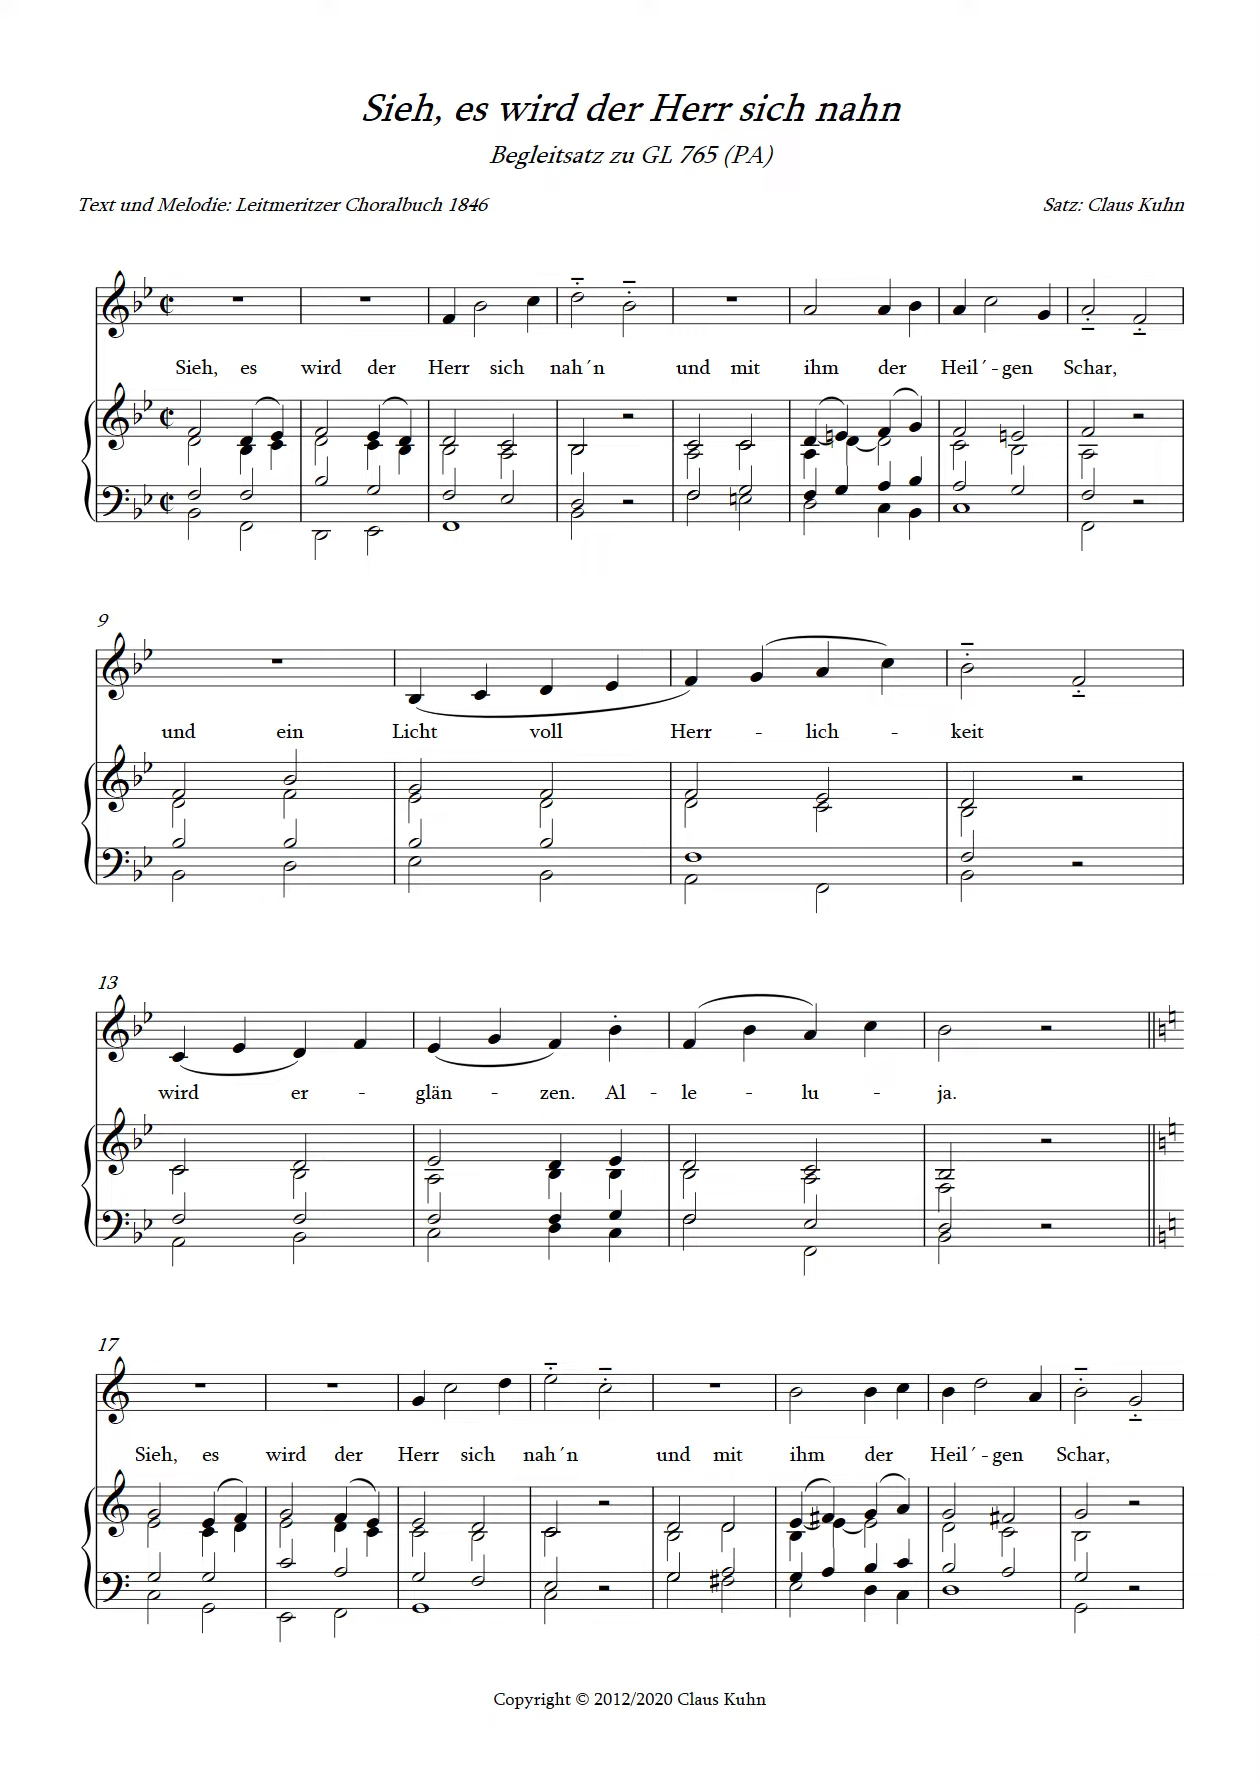 Sieh, es wird der Herr sich nahn
Begleitsatz zu GL 765 (PA)
Text und Melodie: Leitmeritzer Choralbuch 1846
Satz: Claus Kuhn
Sieh, es wird der Herr sich nah´n und mit ihm der Heil´-gen Schar,
9
und ein Licht voll Herr - lich - keit
13
wird er - glän - zen. Al - le - lu - ja.
17
Sieh, es wird der Herr sich nah´n und mit ihm der Heil´-gen Schar,
Copyright © 2012/2020 Claus Kuhn